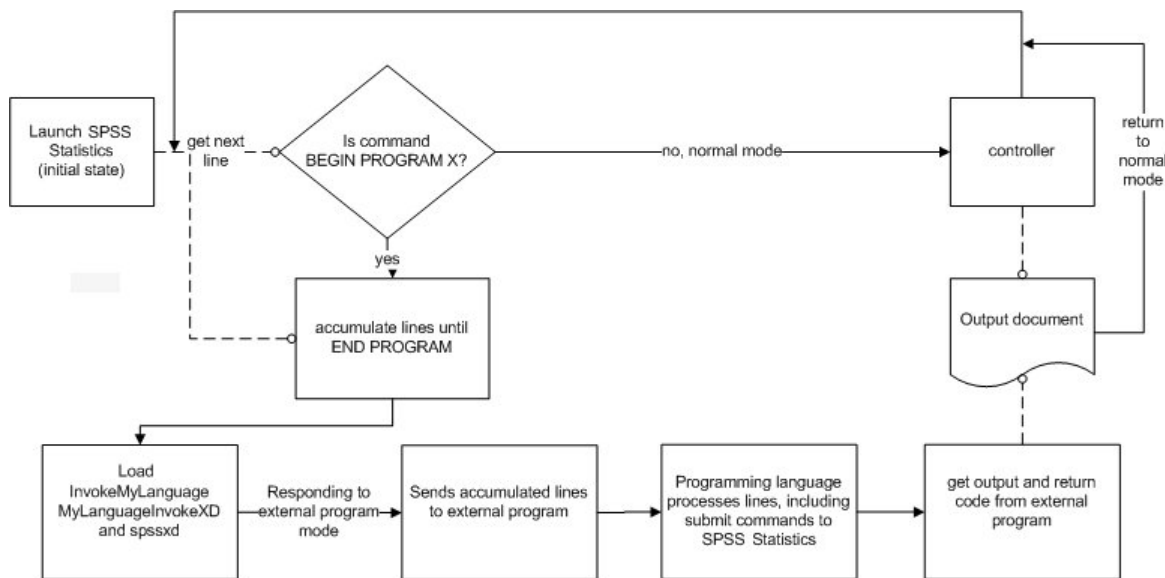 Launch SPSS
Statistics
(initial state)
get next
line
Is command
BEGIN PROGRAM X?
no, normal mode
controller
return
to
normal
mode
yes
accumulate lines until
END PROGRAM
Output document
Load
InvokeMyLanguage
MyLanguageInvokeXD
and spssxd
Responding to
external program
mode
Sends accumulated lines
to external program
Programming language
processes lines, including
submit commands to
SPSS Statistics
get output and return
code from external
program